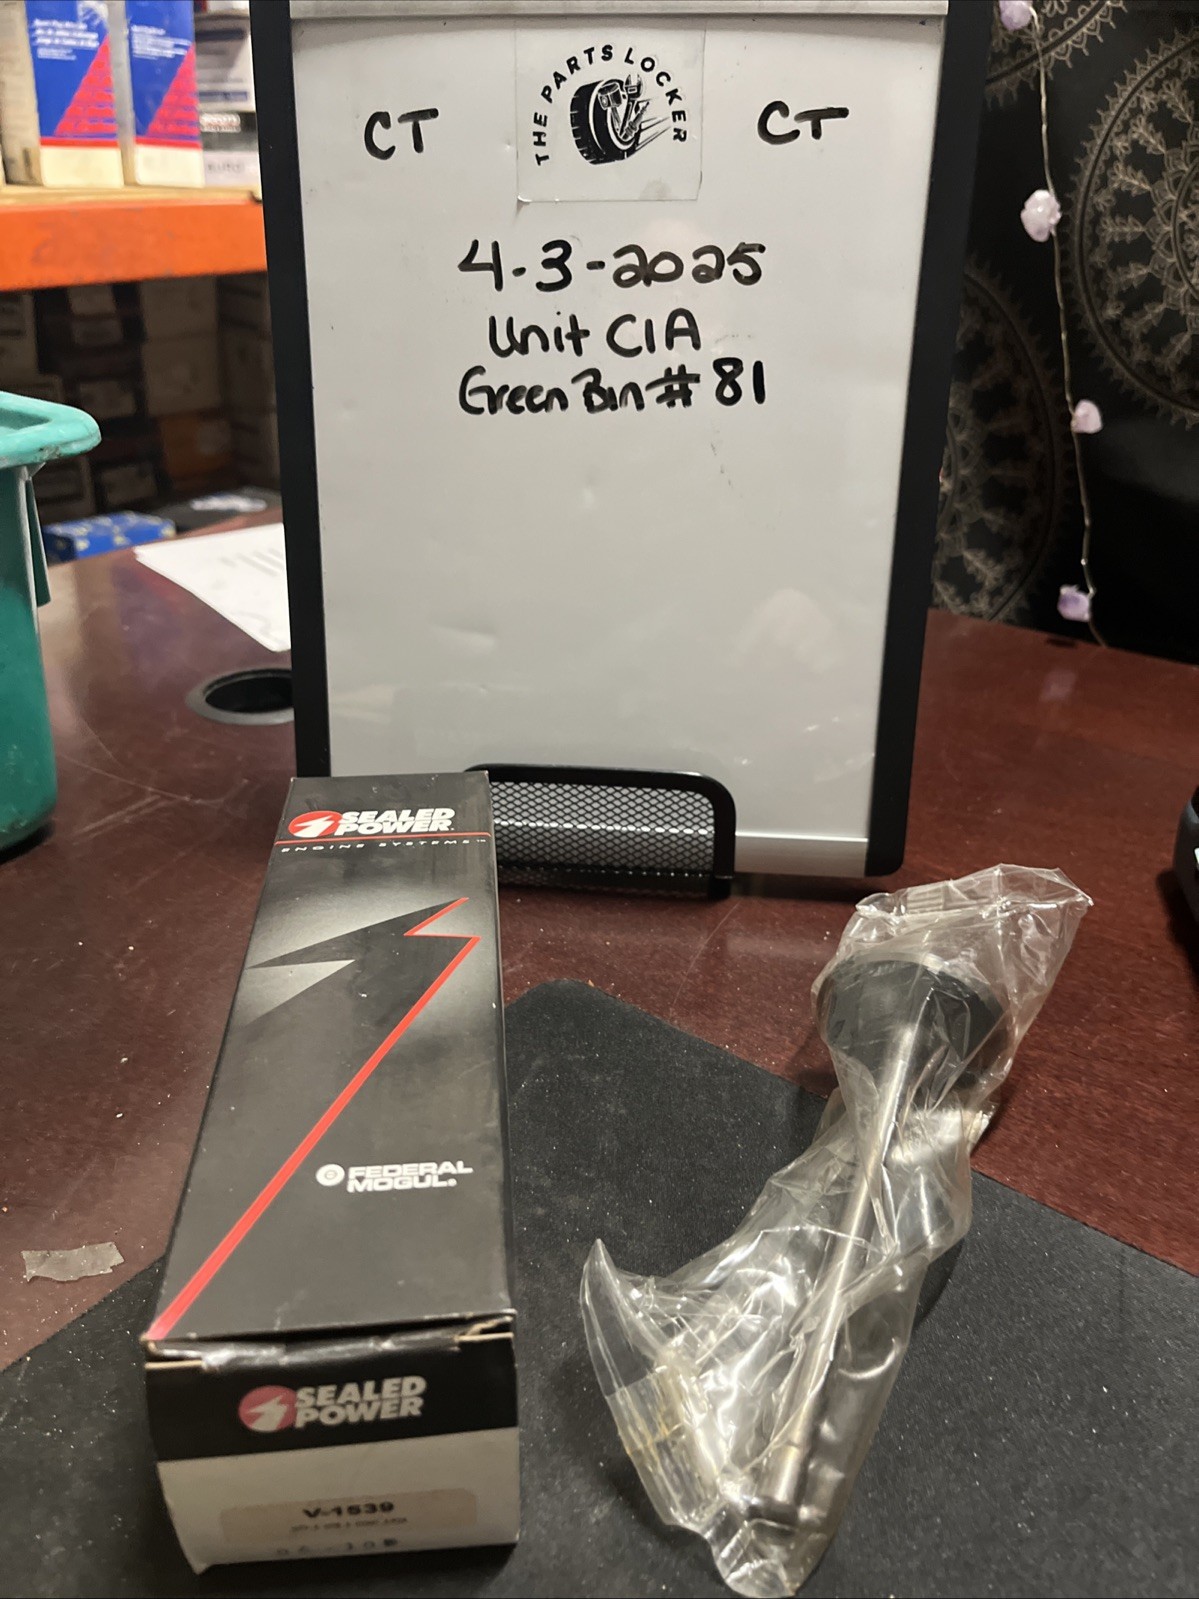 THE PARTS LOCKER
CT
CT
4-3-2025
Unit C1A
Green Bin # 81
SEALED
POWER
ENGINE SYSTEMS™
FEDERAL
MOGUL®
SEALED
POWER
V-1539